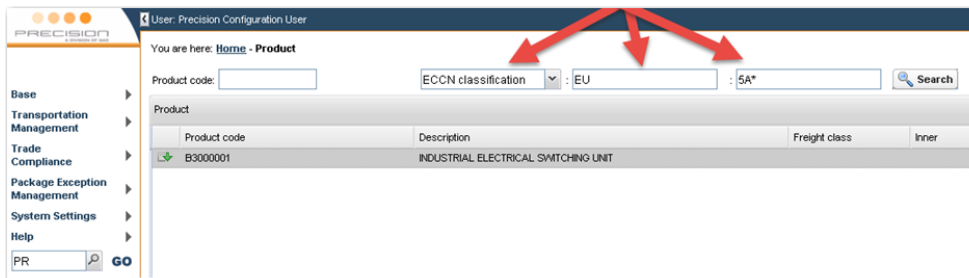 PRECISION
A DIVISION OF QAD
User: Precision Configuration User
You are here: Home - Product
Product code:
ECCN classification : EU : 5A* Search
Base
Transportation
Management
Trade
Compliance
Package Exception
Management
System Settings
Help
PR GO
Product
Product code Description Freight class Inner
B3000001 INDUSTRIAL ELECTRICAL SWITCHING UNIT